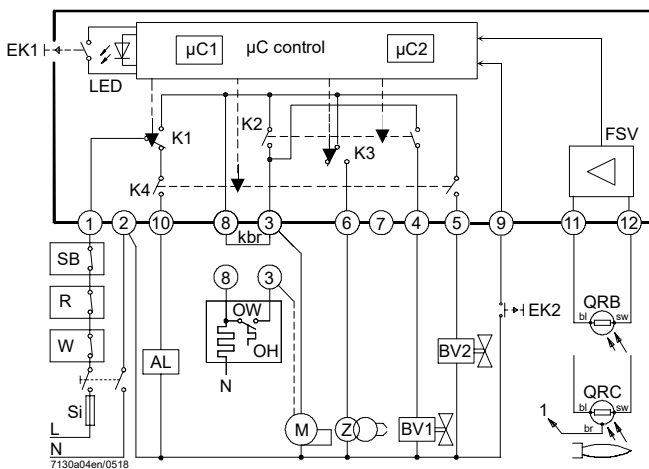 EK1
LED
µC1
µC control
µC2
FSV
K1
K2
K3
K4
1
2
10
8
3
6
7
4
5
9
11
12
kbr
SB
R
W
Si
L
N
AL
8
3
OW
OH
N
M
Z
BV1
BV2
EK2
bl
QRB
sw
bl
QRC
sw
br
1
7130a04en/0518